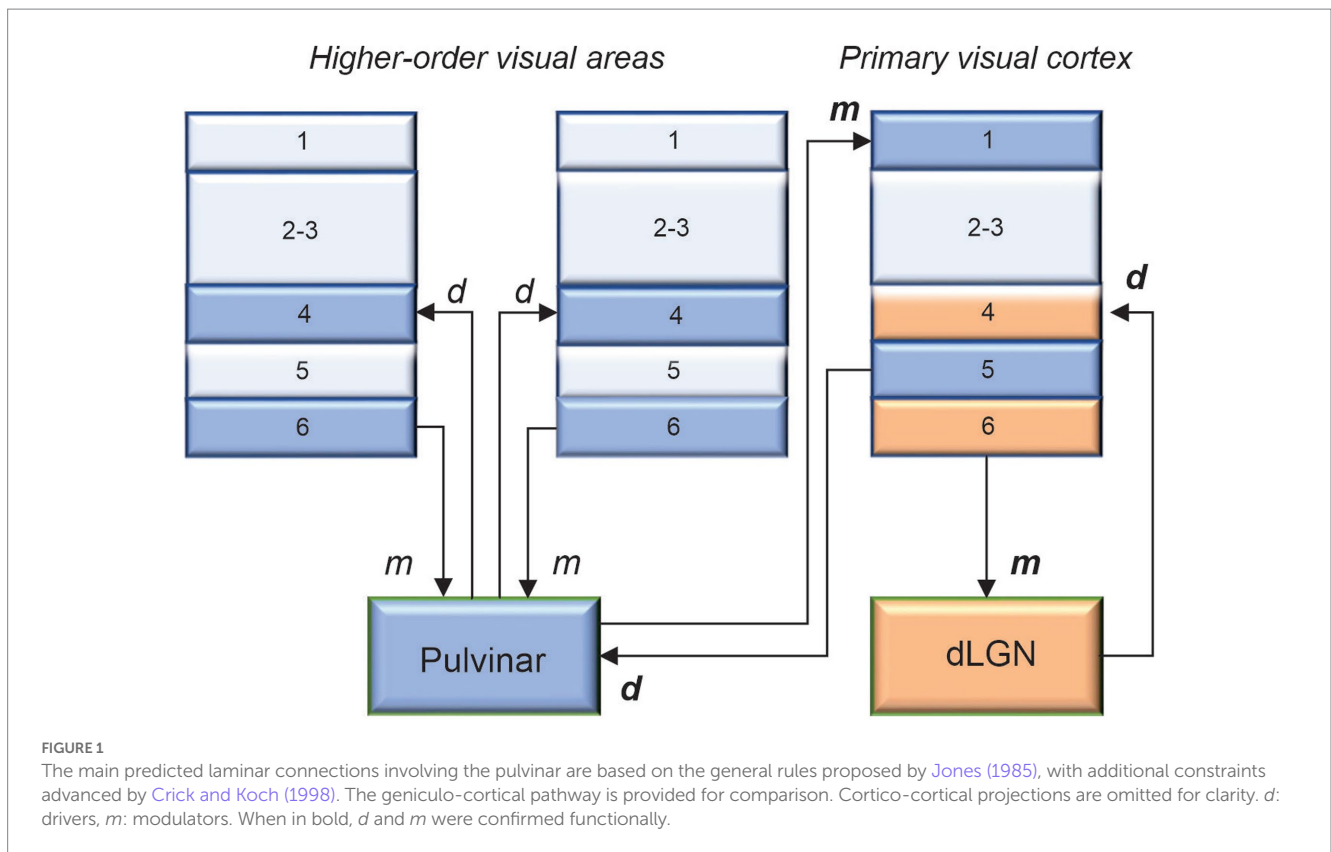 Higher-order visual areas
Primary visual cortex
m
1
1
1
2-3
2-3
2-3
d
d
d
4
4
4
5
5
5
6
6
6
m
m
m
Pulvinar
dLGN
d
FIGURE 1
The main predicted laminar connections involving the pulvinar are based on the general rules proposed by Jones (1985), with additional constraints
advanced by Crick and Koch (1998). The geniculo-cortical pathway is provided for comparison. Cortico-cortical projections are omitted for clarity. d:
drivers, m: modulators. When in bold, d and m were confirmed functionally.